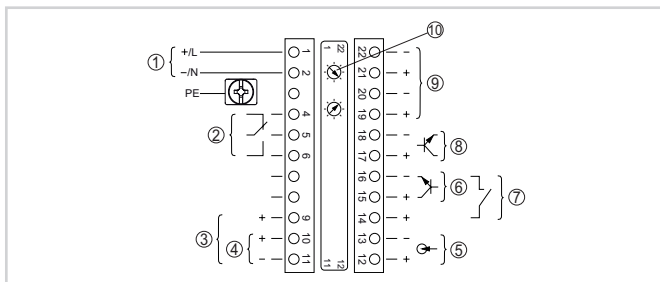 ⑩
1 22
+/L 1 22 −
① ⑨
−/N 2 21 +
PE 20 −
② 4 19 +
5 18 − ⑧
6 17 +
16 − ⑥ ⑦
15 +
③ + 9 14 +
④ + 10 13 − ⑤
− 11 12 +
11 12